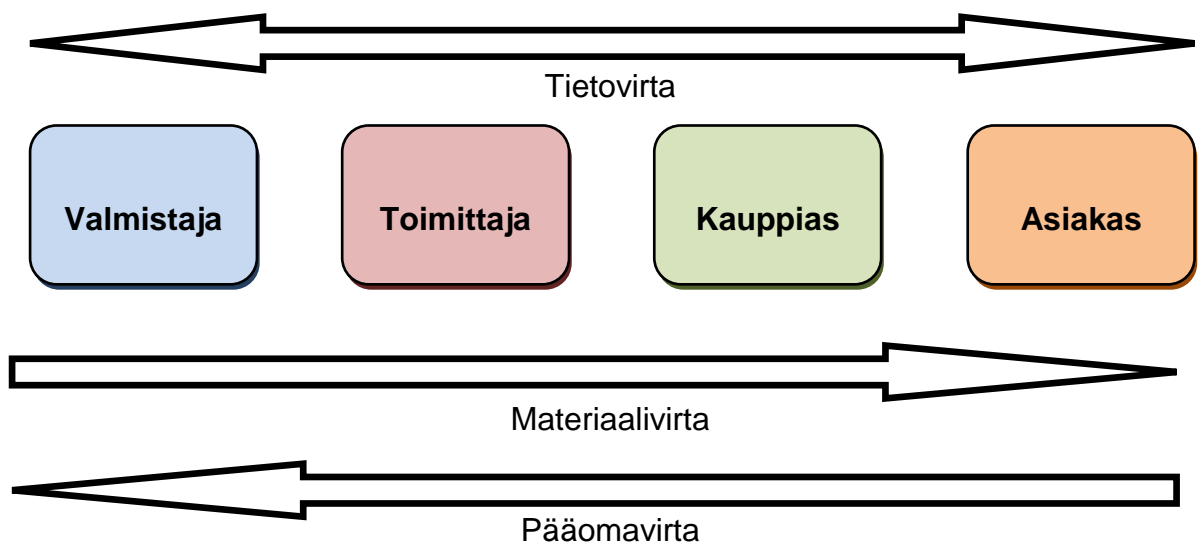 Tietovirta
Valmistaja Toimittaja Kauppias Asiakas
Materiaalivirta
Pääomavirta